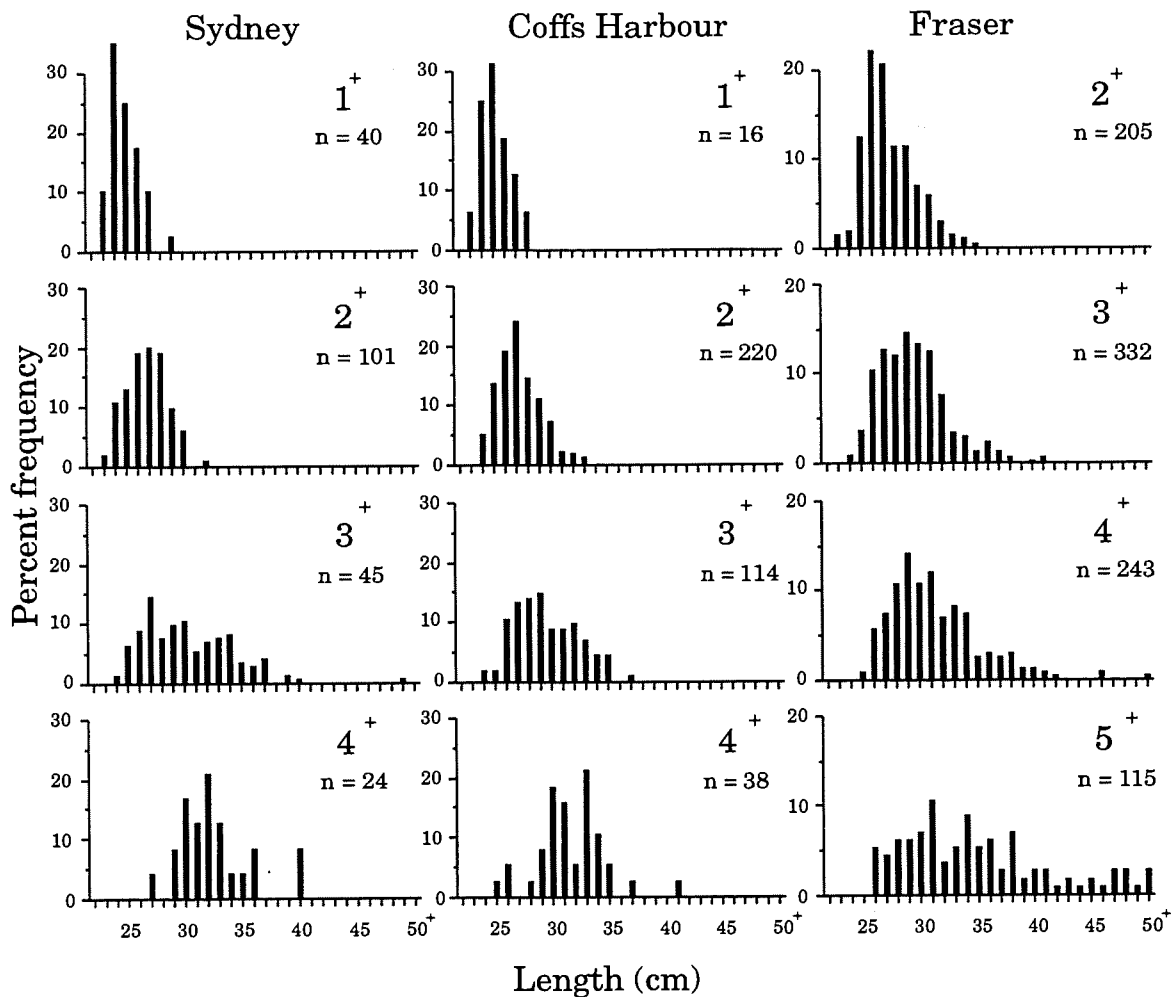 Sydney Coffs Harbour Fraser
30 30 20
1+ 1+ 2+
n = 40 n = 16 n = 205
20 20 10
10 10
0 0 0
30 30 20
2+ 2+ 3+
n = 101 n = 220 n = 332
20 20 10
10 10
0 0 0
30 30 20
3+ 3+ 4+
n = 45 n = 114 n = 243
20 20 10
10 10
0 0 0
30 30 20
4+ 4+ 5+
n = 24 n = 38 n = 115
20 20 10
10 10
0 0 0
25 30 35 40 45 50+ 25 30 35 40 45 50+ 25 30 35 40 45 50+
Percent frequency
Length (cm)